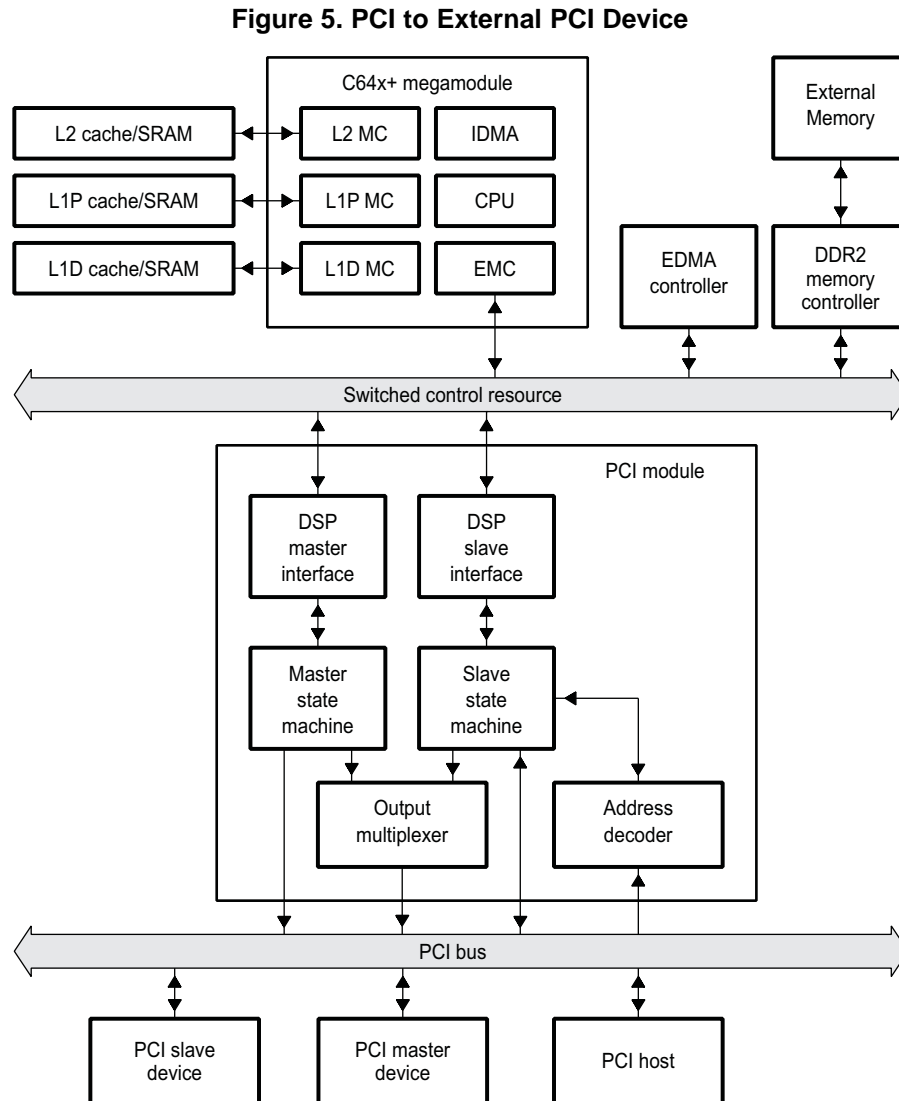 Figure 5. PCI to External PCI Device
C64x+ megamodule
External
Memory
L2 cache/SRAM
L2 MC
IDMA
L1P cache/SRAM
L1P MC
CPU
L1D cache/SRAM
L1D MC
EMC
EDMA
controller
DDR2
memory
controller
Switched control resource
PCI module
DSP
master
interface
DSP
slave
interface
Master
state
machine
Slave
state
machine
Output
multiplexer
Address
decoder
PCI bus
PCI slave
device
PCI master
device
PCI host